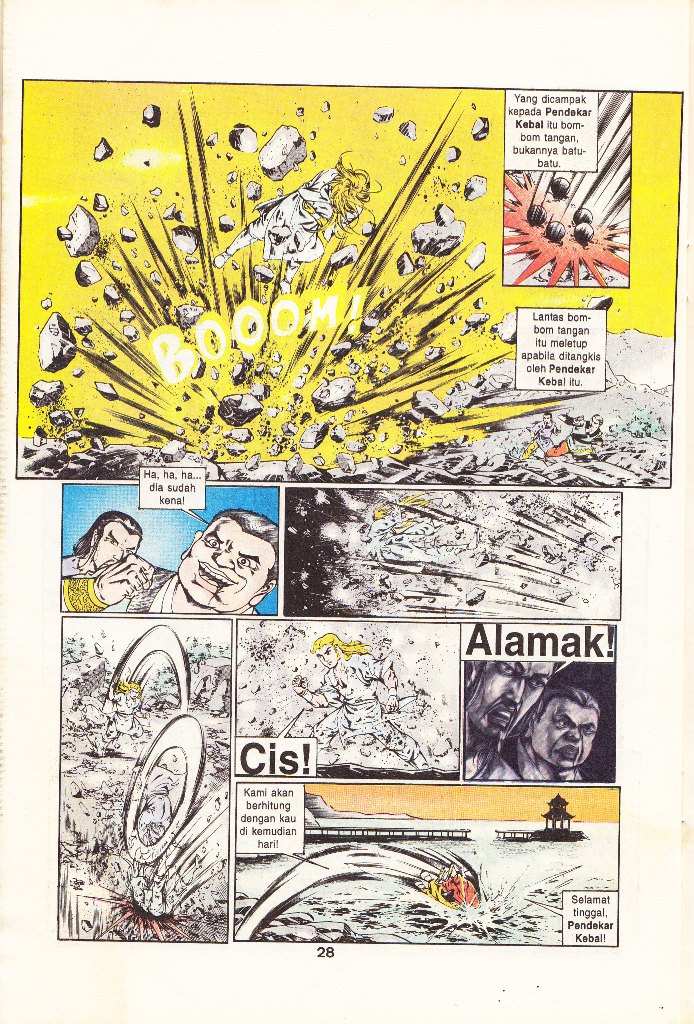 Yang dicampak
kepada Pendekar
Kebal itu bom-
bom tangan,
bukannya batu-
batu.
BOOOM!
Lantas bom-
bom tangan
itu meletup
apabila ditangkis
oleh Pendekar
Kebal itu.
Ha, ha, ha...
dia sudah
kena!
Cis!
Alamak!
Kami akan
berhitung
dengan kau
di kemudian
hari!
Selamat
tinggal,
Pendekar
Kebal!
28